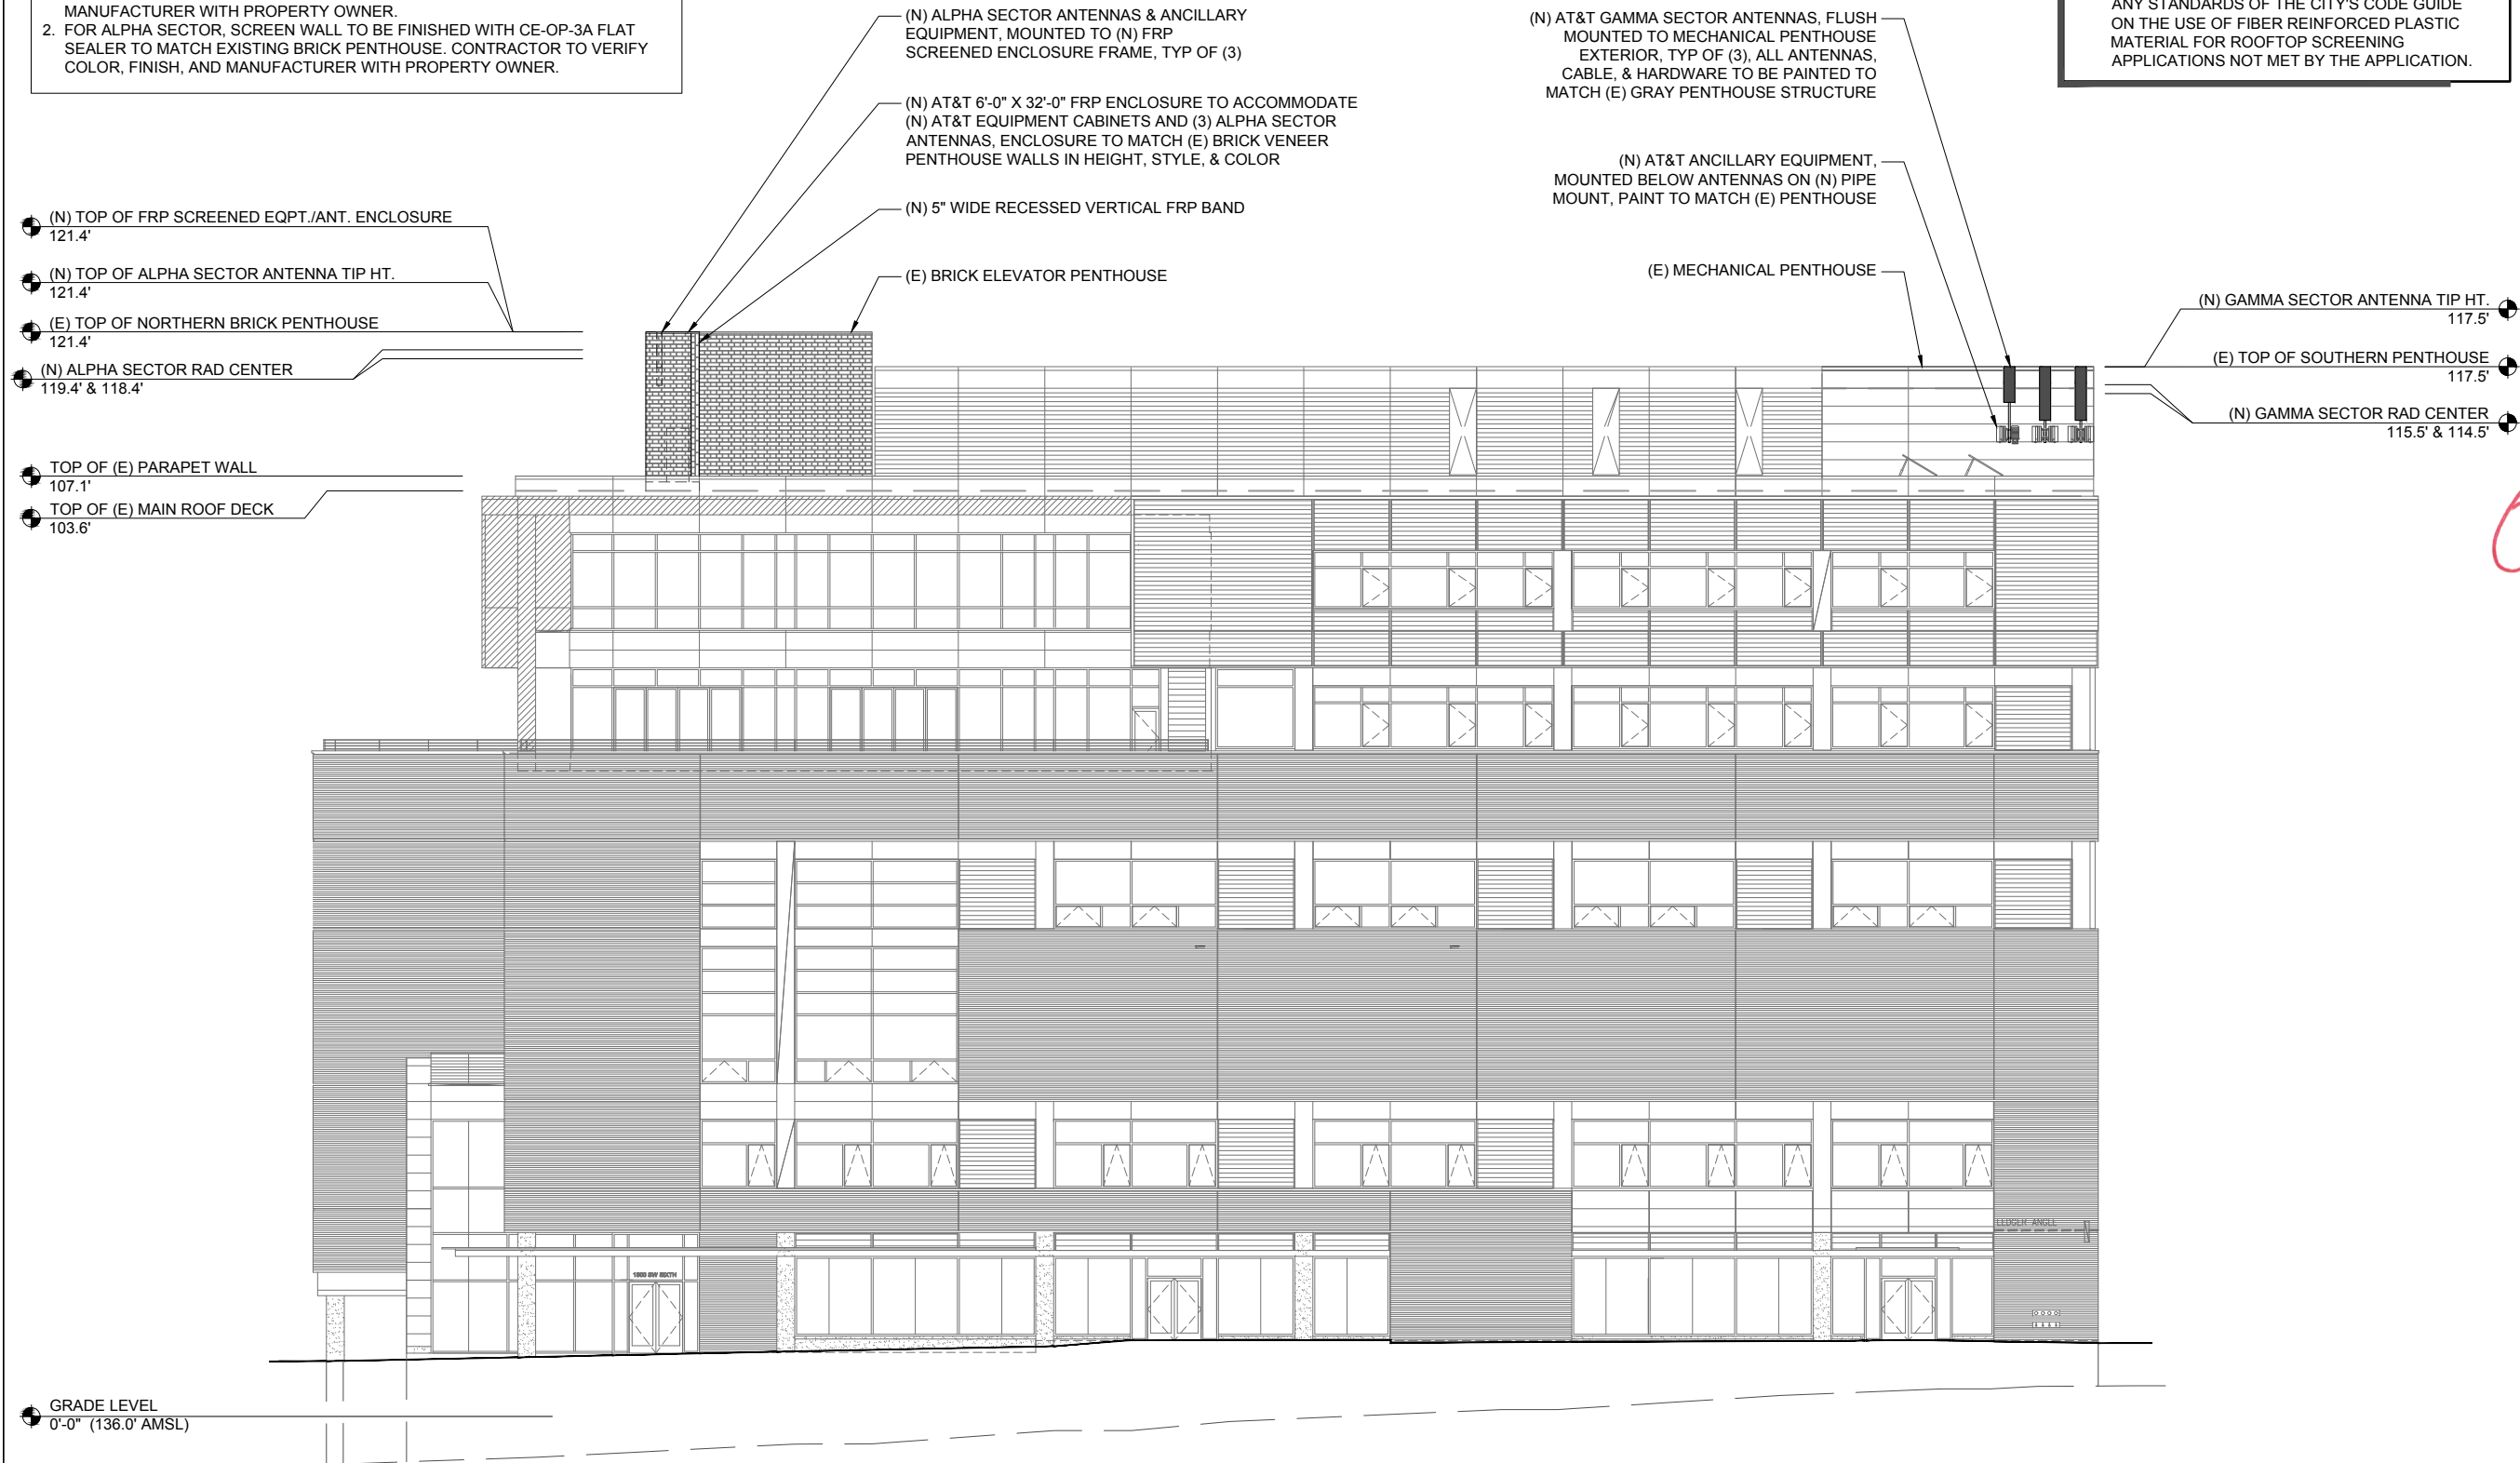 MANUFACTURER WITH PROPERTY OWNER.
2. FOR ALPHA SECTOR, SCREEN WALL TO BE FINISHED WITH CE-OP-3A FLAT
SEALER TO MATCH EXISTING BRICK PENTHOUSE. CONTRACTOR TO VERIFY
COLOR, FINISH, AND MANUFACTURER WITH PROPERTY OWNER.
(N) ALPHA SECTOR ANTENNAS & ANCILLARY
EQUIPMENT, MOUNTED TO (N) FRP
SCREENED ENCLOSURE FRAME, TYP OF (3)
(N) AT&T 6'-0" X 32'-0" FRP ENCLOSURE TO ACCOMMODATE
(N) AT&T EQUIPMENT CABINETS AND (3) ALPHA SECTOR
ANTENNAS, ENCLOSURE TO MATCH (E) BRICK VENEER
PENTHOUSE WALLS IN HEIGHT, STYLE, & COLOR
(N) 5" WIDE RECESSED VERTICAL FRP BAND
(E) BRICK ELEVATOR PENTHOUSE
(N) AT&T GAMMA SECTOR ANTENNAS, FLUSH
MOUNTED TO MECHANICAL PENTHOUSE
EXTERIOR, TYP OF (3), ALL ANTENNAS,
CABLE, & HARDWARE TO BE PAINTED TO
MATCH (E) GRAY PENTHOUSE STRUCTURE
(N) AT&T ANCILLARY EQUIPMENT,
MOUNTED BELOW ANTENNAS ON (N) PIPE
MOUNT, PAINT TO MATCH (E) PENTHOUSE
(E) MECHANICAL PENTHOUSE
ANY STANDARDS OF THE CITY'S CODE GUIDE
ON THE USE OF FIBER REINFORCED PLASTIC
MATERIAL FOR ROOFTOP SCREENING
APPLICATIONS NOT MET BY THE APPLICATION.
(N) TOP OF FRP SCREENED EQPT./ANT. ENCLOSURE
121.4'
(N) TOP OF ALPHA SECTOR ANTENNA TIP HT.
121.4'
(E) TOP OF NORTHERN BRICK PENTHOUSE
121.4'
(N) ALPHA SECTOR RAD CENTER
119.4' & 118.4'
TOP OF (E) PARAPET WALL
107.1'
TOP OF (E) MAIN ROOF DECK
103.6'
(N) GAMMA SECTOR ANTENNA TIP HT.
117.5'
(E) TOP OF SOUTHERN PENTHOUSE
117.5'
(N) GAMMA SECTOR RAD CENTER
115.5' & 114.5'
LEDGER ANGLE
1800 SW SIXTH
GRADE LEVEL
0'-0" (136.0' AMSL)